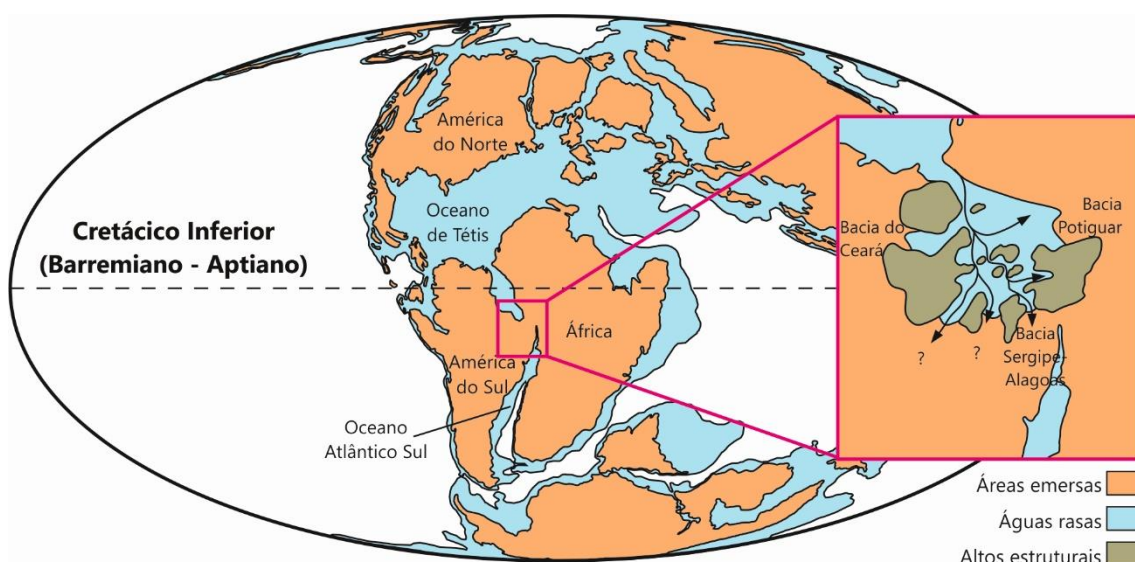 América
do Norte
Oceano
de Tétis
Cretácico Inferior
(Barremiano - Aptiano)
África
América
do Sul
Oceano
Atlântico Sul
Bacia do
Ceará
Bacia
Potiguar
?
?
Bacia
Sergipe-
Alagoas
Áreas emersas
Águas rasas
Altos estruturais